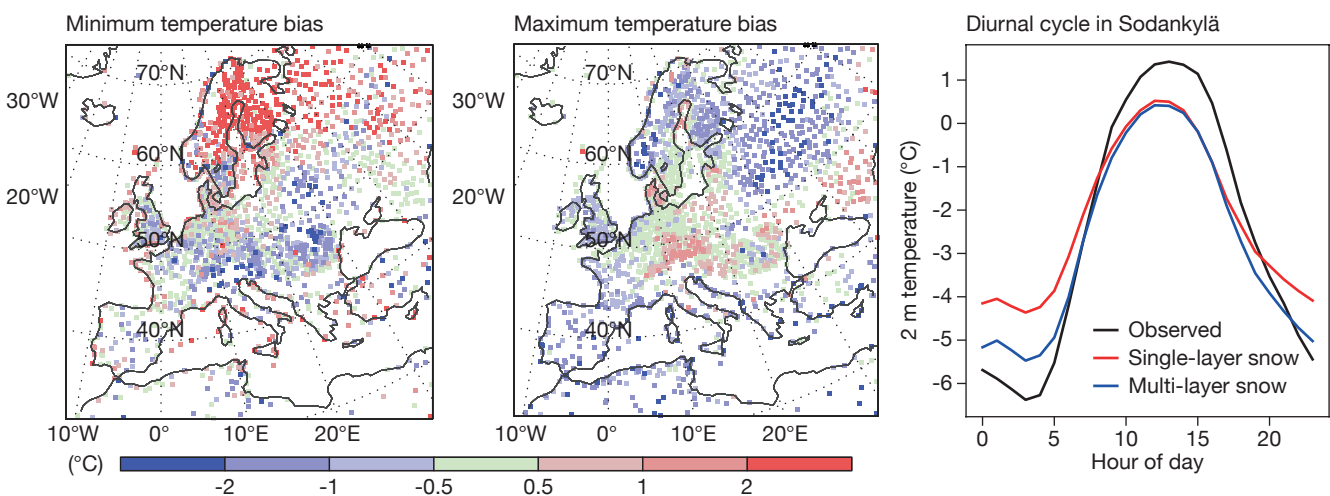 Minimum temperature bias
70°N
30°W
60°N
20°W
50°N
40°N
10°W 0° 10°E 20°E
Maximum temperature bias
70°N
30°W
60°N
20°W
50°N
40°N
10°W 0° 10°E 20°E
(°C)
-2 -1 -0.5 0.5 1 2
Diurnal cycle in Sodankylä
2 m temperature (°C)
1
0
-1
-2
-3
-4
-5
-6
Observed
Single-layer snow
Multi-layer snow
0 5 10 15 20
Hour of day